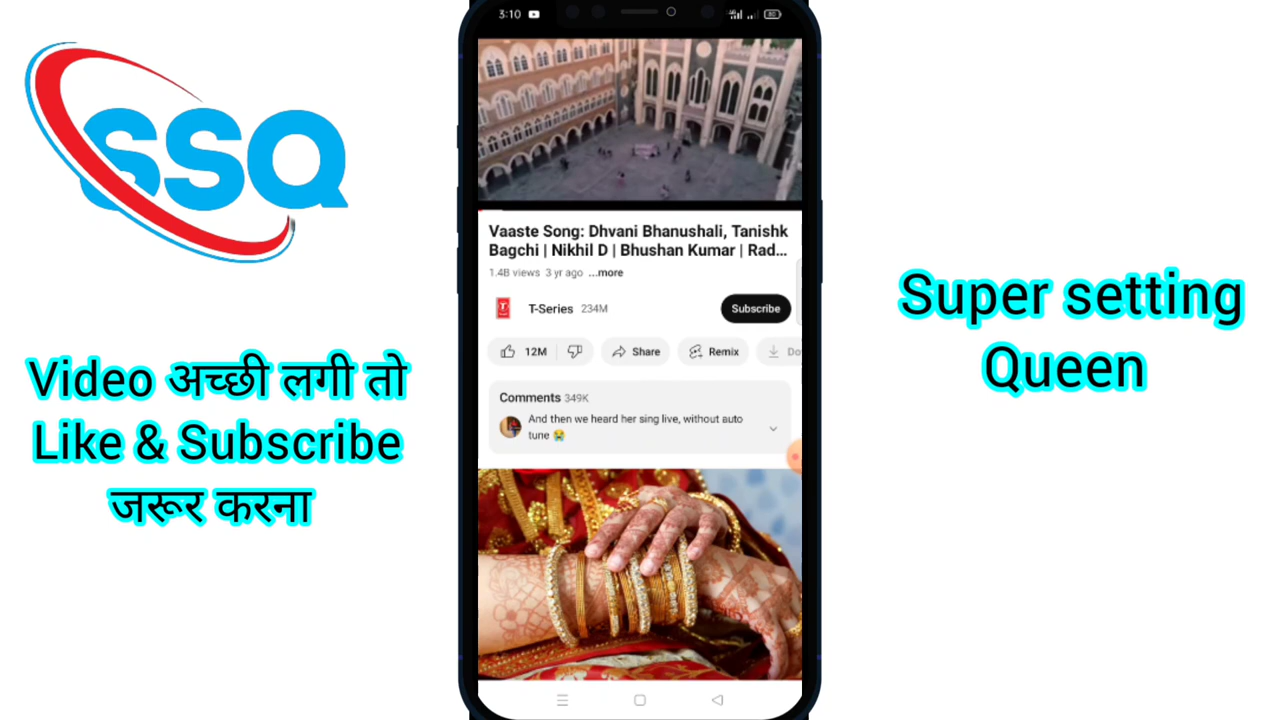 SSQ
Video अच्छी लगी तो
Like & Subscribe
जरूर करना
3:10
80
Vaaste Song: Dhvani Bhanushali, Tanishk
Bagchi | Nikhil D | Bhushan Kumar | Rad...
1.4B views 3 yr ago ...more
T-Series 234M
Subscribe
12M
Share
Remix
Do
Comments 349K
And then we heard her sing live, without auto
tune 😭
Super setting
Queen